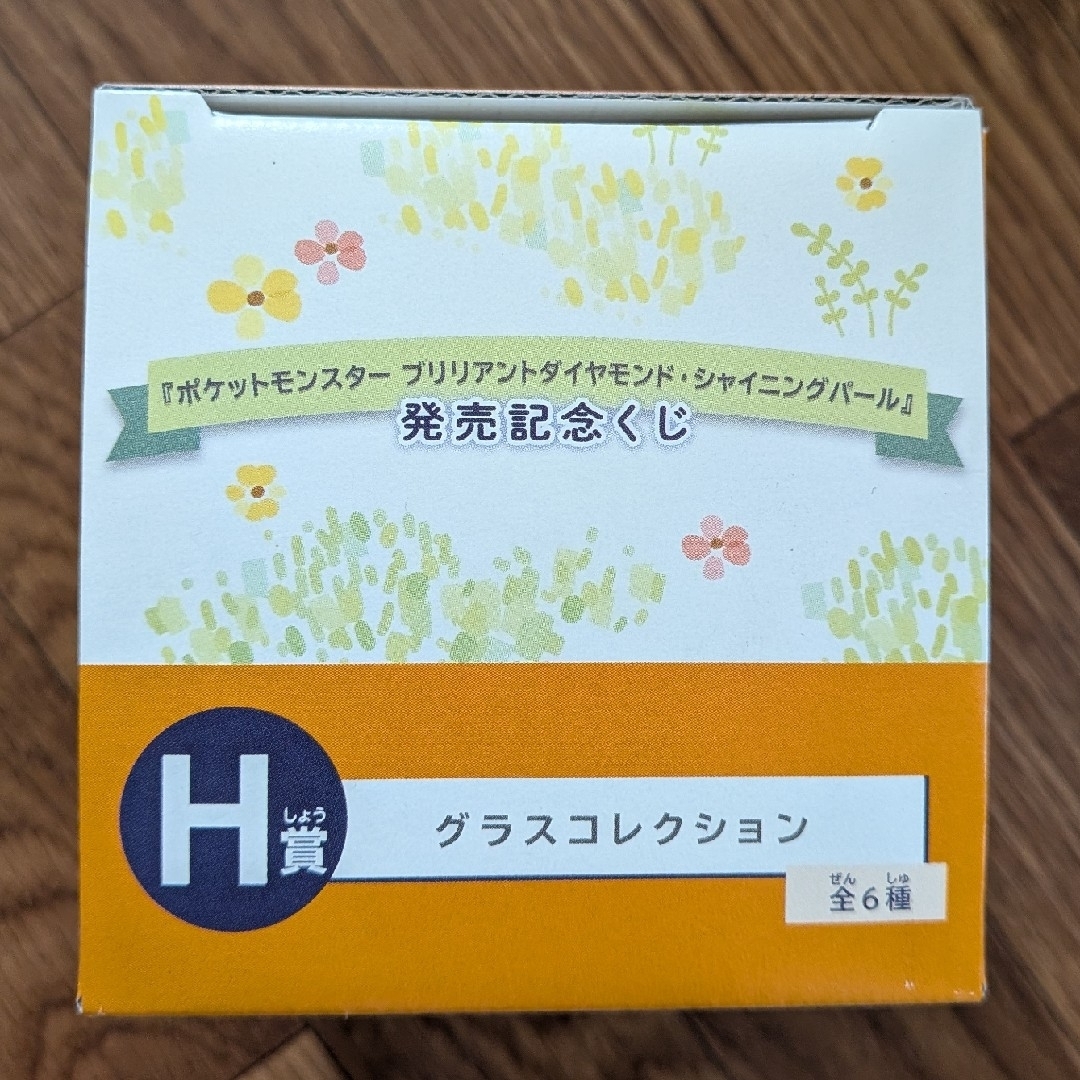 『ポケットモンスター ブリリアントダイヤモンド・シャイニングパール』
発売記念くじ
H賞
しょう
グラスコレクション
ぜん しゅ
全6種